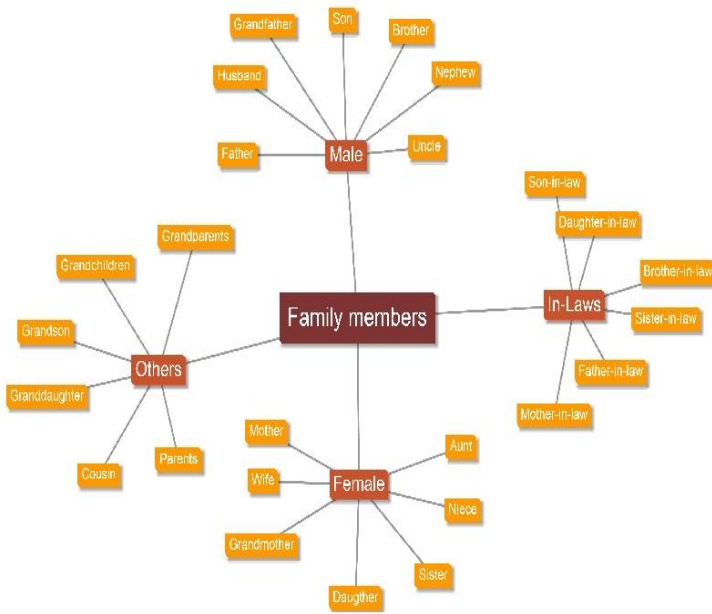 Family members
Male
Father
Husband
Grandfather
Son
Brother
Nephew
Uncle
In-Laws
Son-in-law
Daughter-in-law
Brother-in-law
Sister-in-law
Father-in-law
Mother-in-law
Female
Aunt
Niece
Sister
Daugther
Grandmother
Wife
Mother
Others
Parents
Cousin
Granddaughter
Grandson
Grandchildren
Grandparents